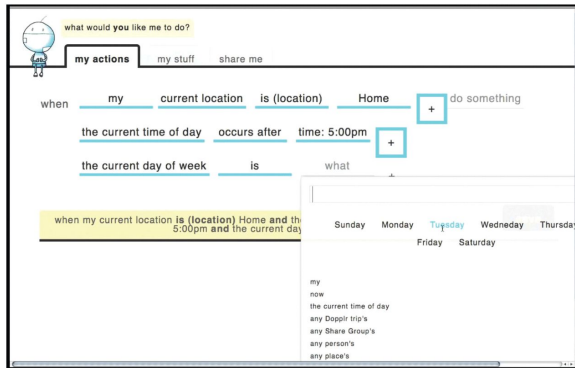 what would you like me to do?
my actions my stuff share me
when my current location is (location) Home + do something
the current time of day occurs after time: 5:00pm +
the current day of week is what +
when my current location is (location) Home and the
5:00pm and the current day
Sunday Monday Tuesday Wedneday Thursday
Friday Saturday
my
now
the current time of day
any Dopplr trip's
any Share Group's
any person's
any place's